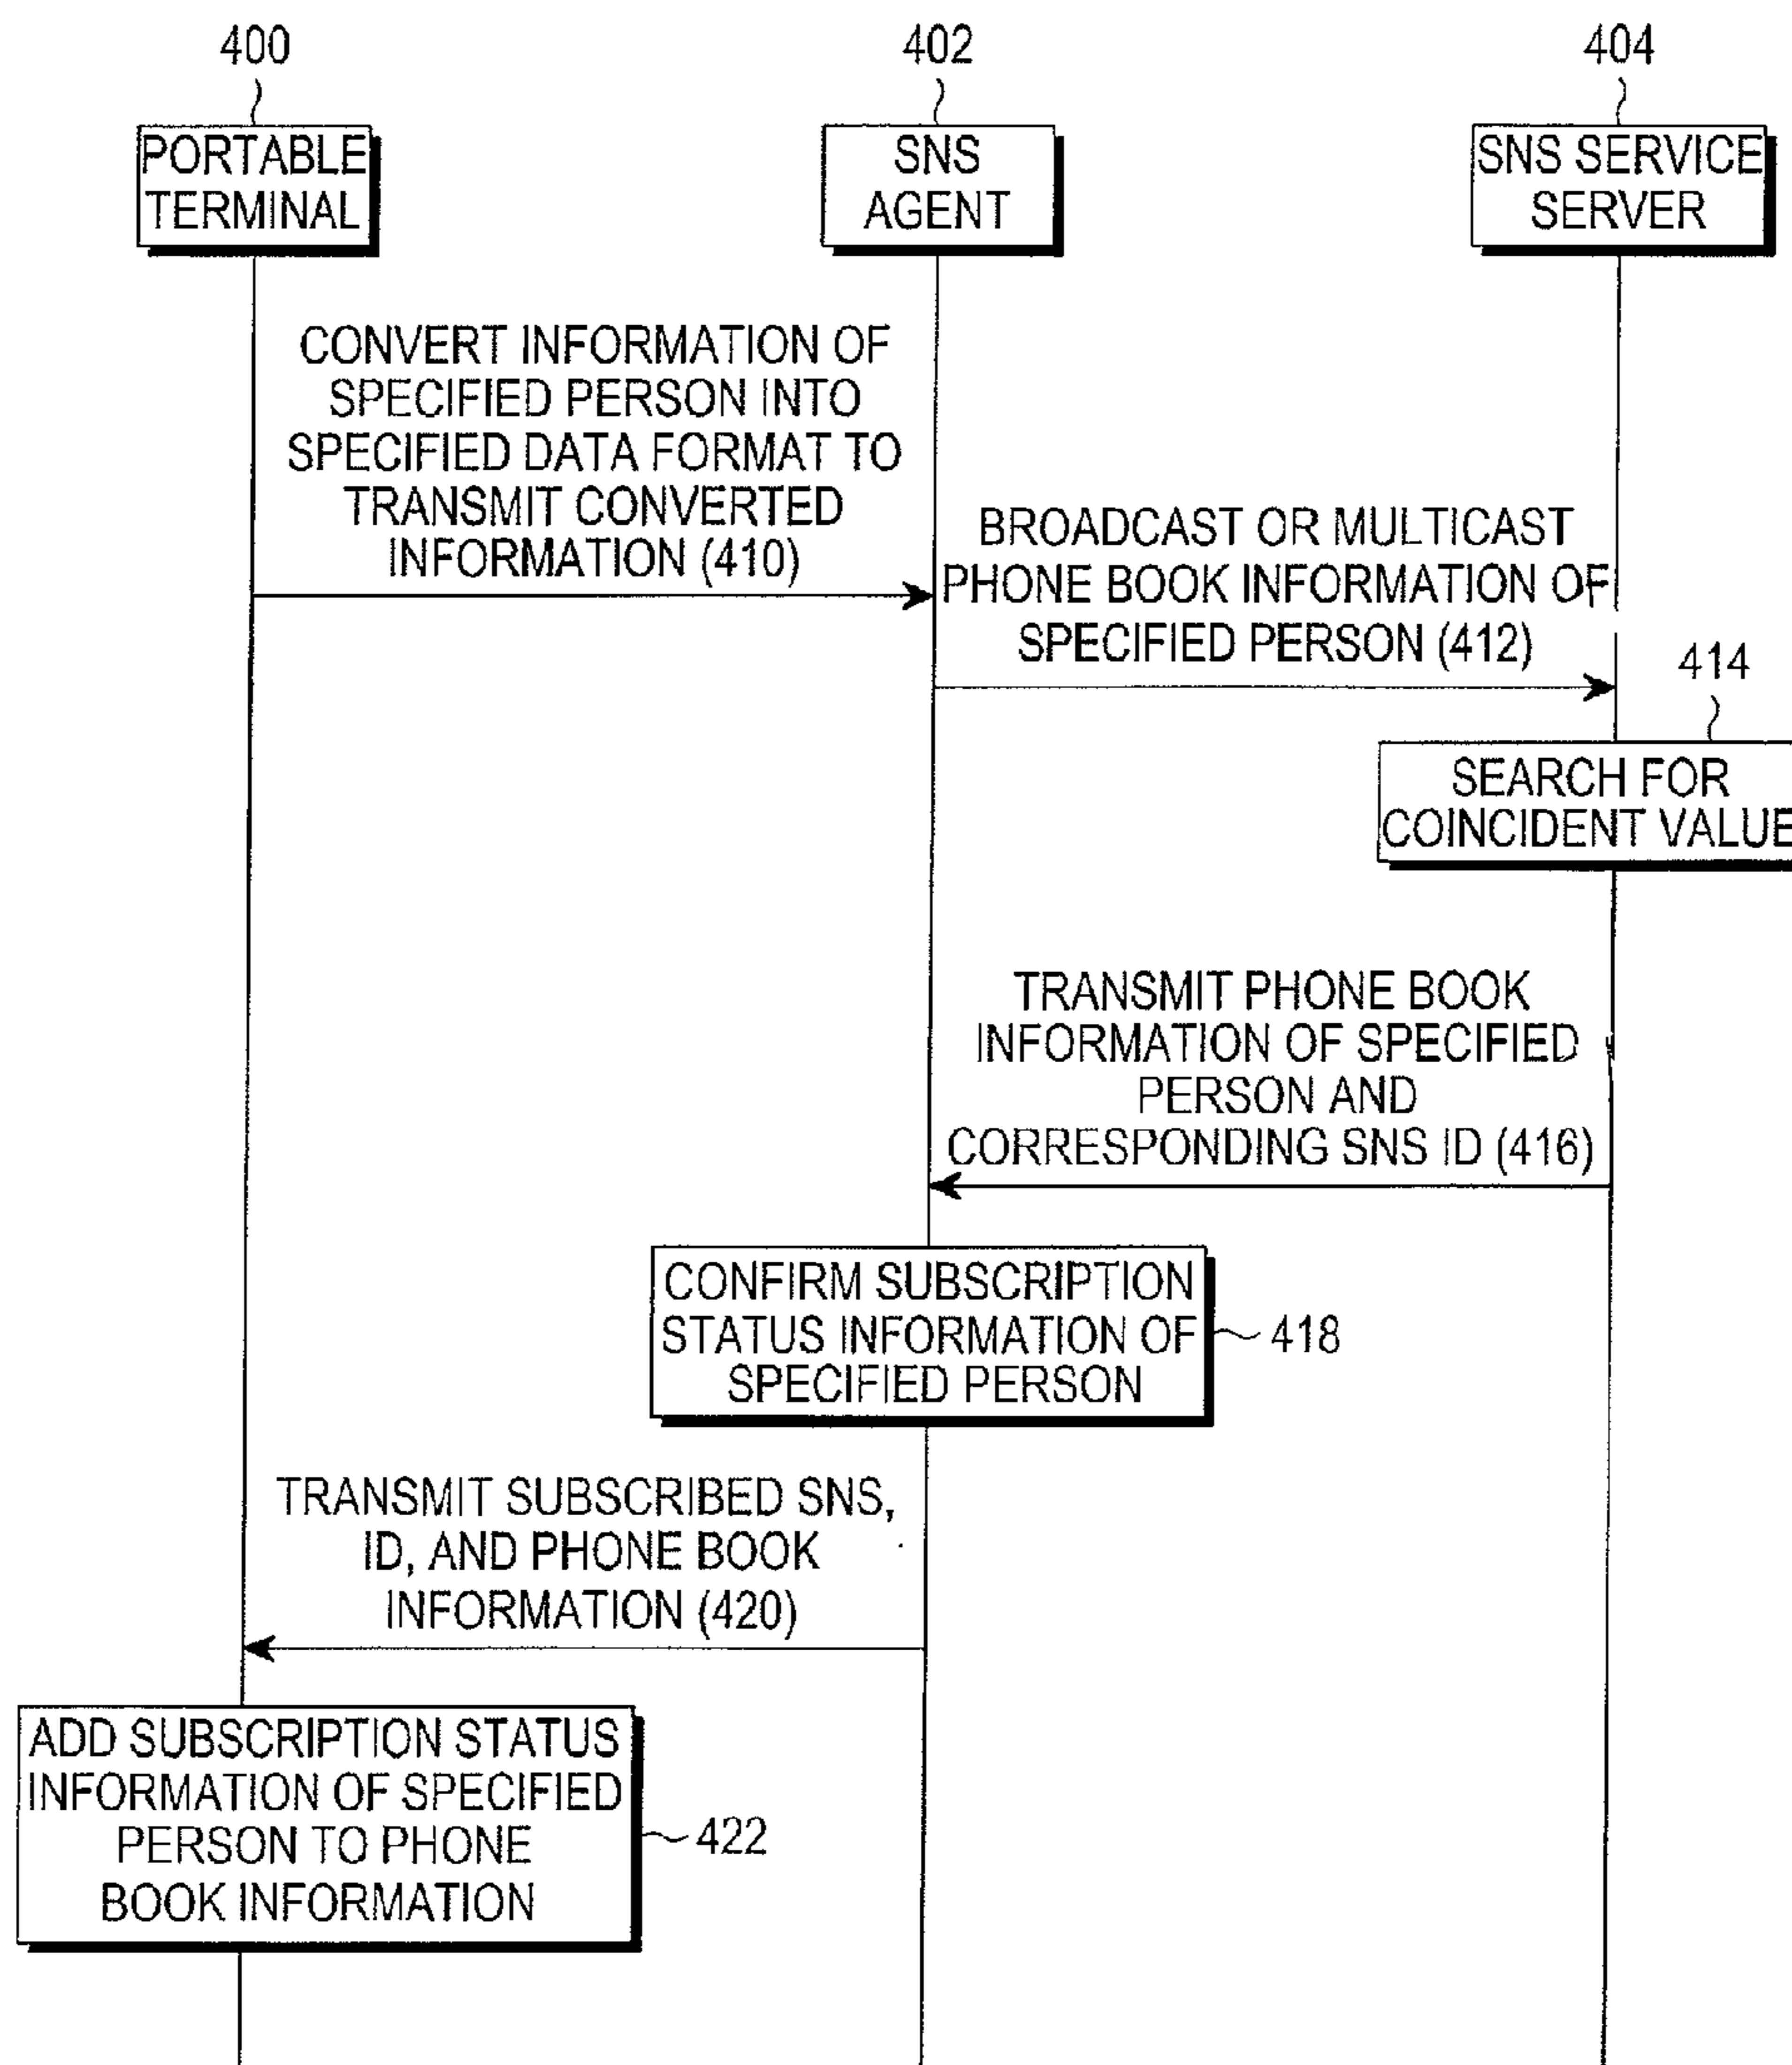 400
402
404
PORTABLE
TERMINAL
SNS
AGENT
SNS SERVICE
SERVER
CONVERT INFORMATION OF
SPECIFIED PERSON INTO
SPECIFIED DATA FORMAT TO
TRANSMIT CONVERTED
INFORMATION (410)
BROADCAST OR MULTICAST
PHONE BOOK INFORMATION OF
SPECIFIED PERSON (412)
414
SEARCH FOR
COINCIDENT VALUE
TRANSMIT PHONE BOOK
INFORMATION OF SPECIFIED
PERSON AND
CORRESPONDING SNS ID (416)
CONFIRM SUBSCRIPTION
STATUS INFORMATION OF
SPECIFIED PERSON
418
TRANSMIT SUBSCRIBED SNS,
ID, AND PHONE BOOK
INFORMATION (420)
ADD SUBSCRIPTION STATUS
INFORMATION OF SPECIFIED
PERSON TO PHONE
BOOK INFORMATION
422